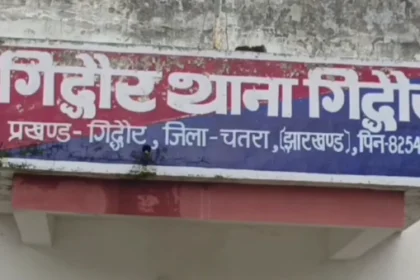 गिद्धौर थाना गिद्धौर
प्रखण्ड- गिद्धौर, जिला-चतरा,(झारखण्ड),पिन-8254